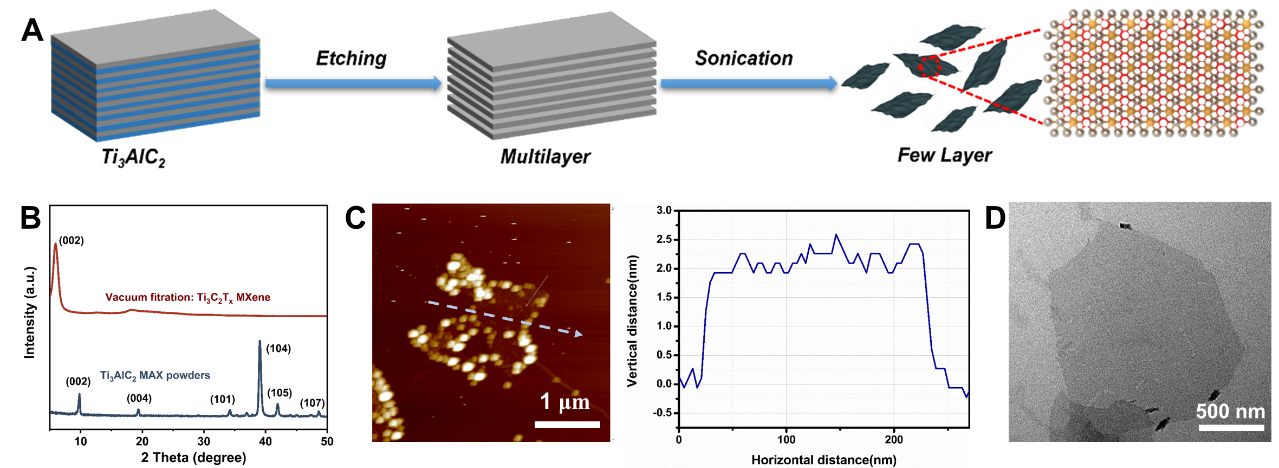 A
Etching
Sonication
Ti3AlC2
Multilayer
Few Layer
B
Intensity (a.u.)
(002)
Vacuum fitration: Ti3C2Tx MXene
Ti3AlC2 MAX powders
(002)
(004)
(101)
(104)
(105)
(107)
10
20
30
40
50
2 Theta (degree)
C
1 μm
Vertical distance(nm)
3.0
2.5
2.0
1.5
1.0
0.5
0.0
-0.5
0
100
200
Horizontal distance(nm)
D
500 nm